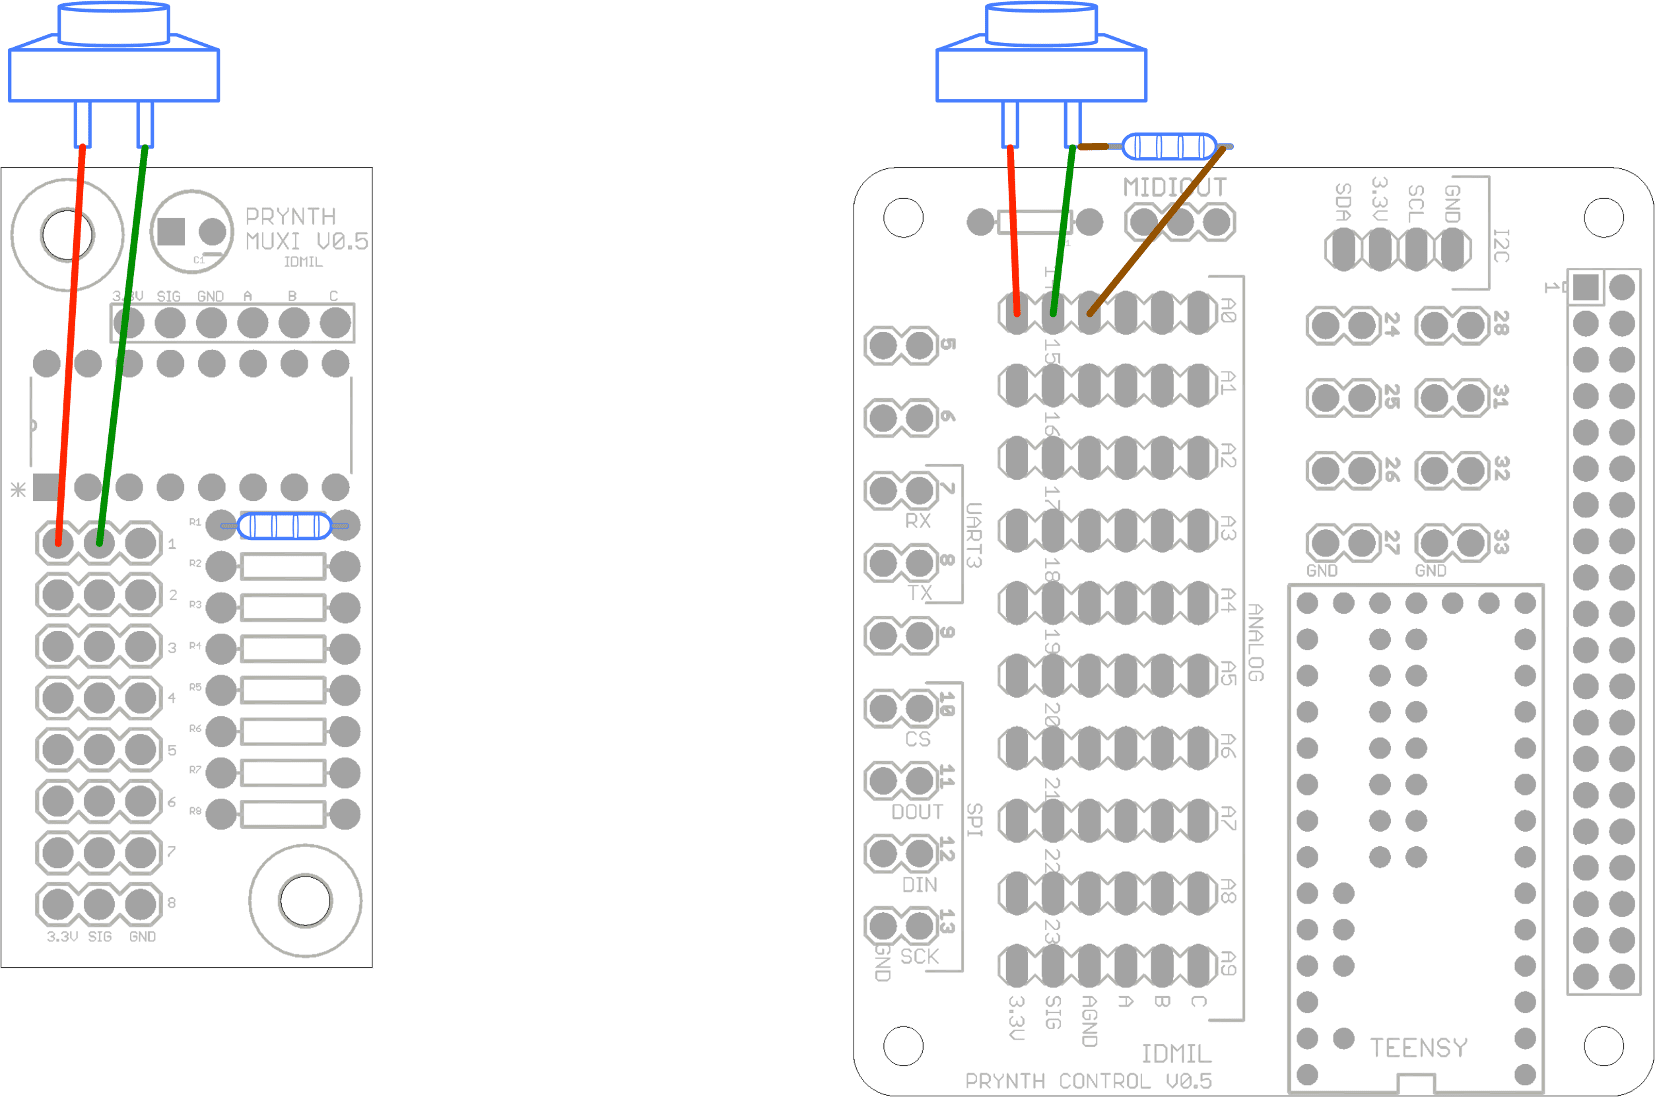 PRYNTH
MUXI V0.5
IDMIL
C1
3.3V SIG GND A B C
*
R1
1
R2
2
R3
3
R4
4
R5
5
R6
6
R7
7
R8
8
3.3V SIG GND
MIDIOUT
SDA
3.3V
SCL
GND
I2C
1
5
6
7
RX
UART3
8
TX
9
10
CS
11
DOUT
SPI
12
DIN
13
SCK
GND
A0
15
A1
16
A2
17
A3
18
A4
19
A5
20
A6
21
A7
22
A8
23
A9
ANALOG
3.3V
SIG
AGND
A
B
C
24
28
25
31
26
32
27
33
GND
GND
TEENSY
IDMIL
PRYNTH CONTROL V0.5